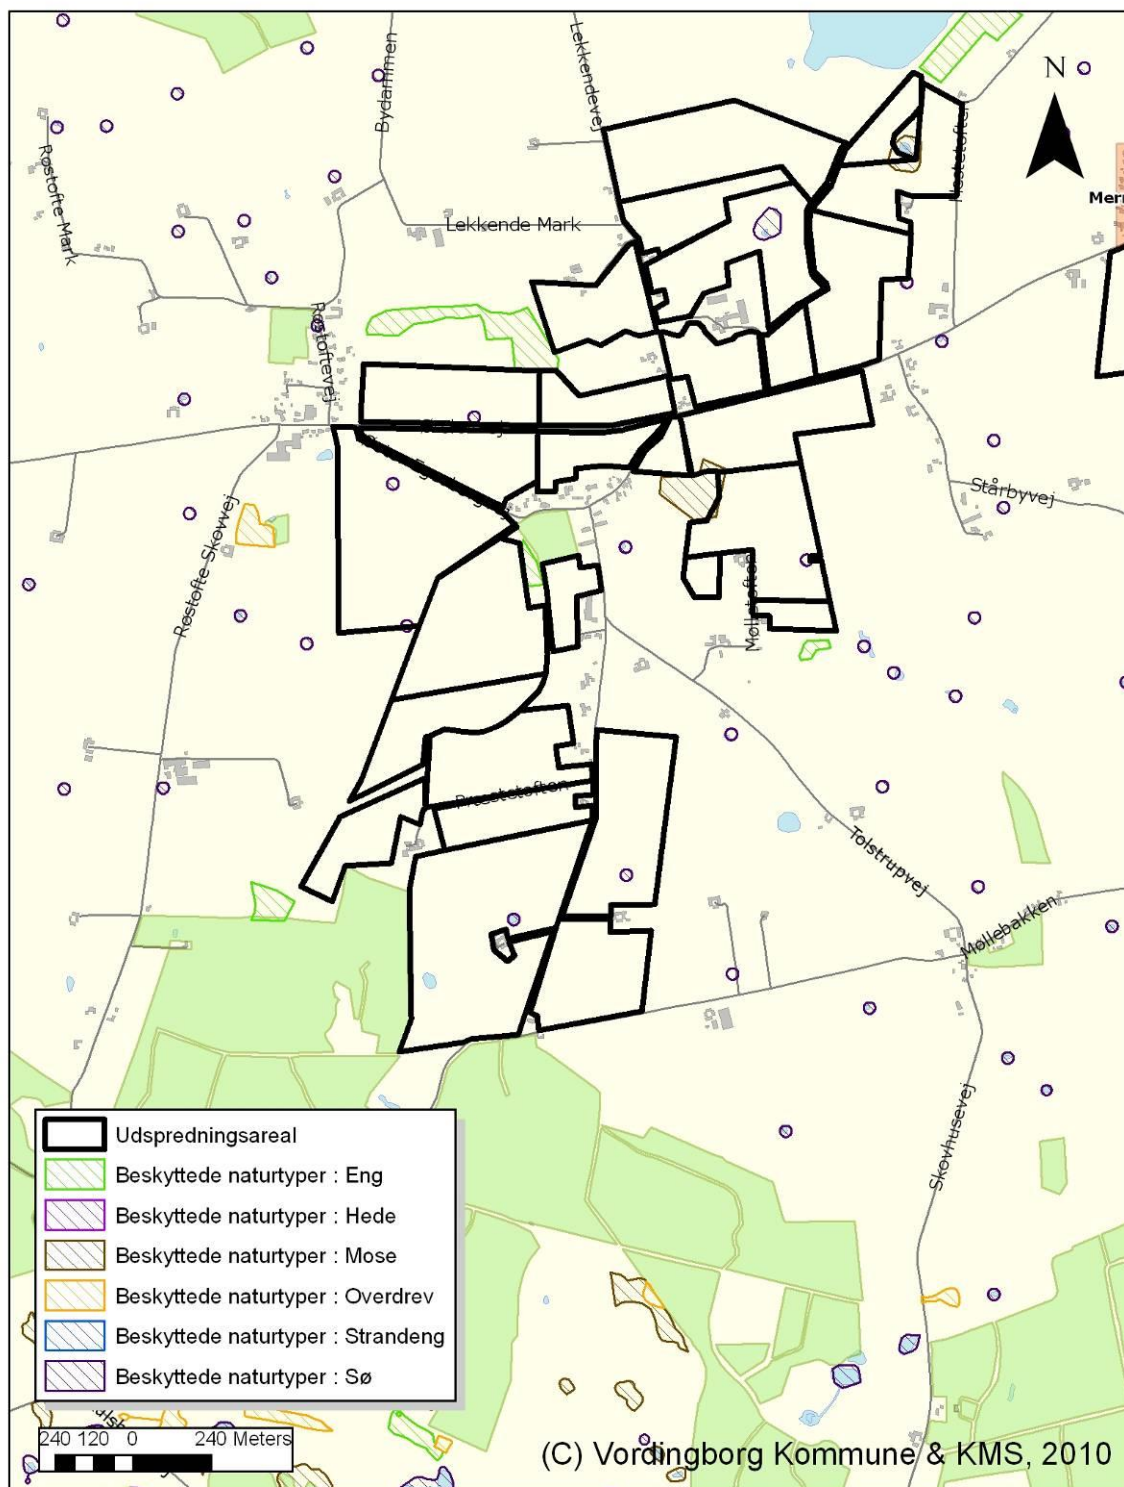 Bydammen
Lekkendevej
N
Røstofte Mark
Lekkende Mark
Røstoftevej
Stårbyvej
Røstofte Skovvej
Møllstoften
Præstetoften
Tolstrupvej
Møllebakken
Skovhusevej
Udspredningsareal
Beskyttede naturtyper : Eng
Beskyttede naturtyper : Hede
Beskyttede naturtyper : Mose
Beskyttede naturtyper : Overdrev
Beskyttede naturtyper : Strandeng
Beskyttede naturtyper : Sø
240 120 0 240 Meters
(C) Vordingborg Kommune & KMS, 2010